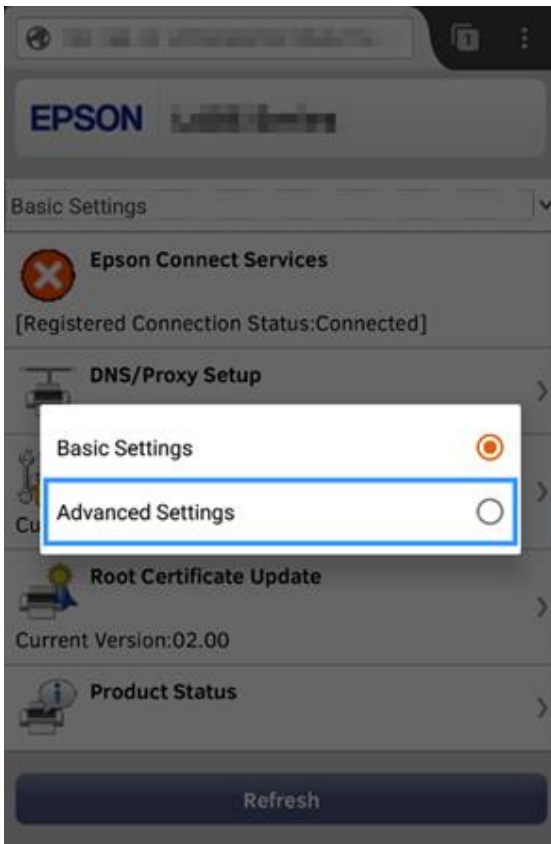 1
EPSON
Basic Settings
Epson Connect Services
[Registered Connection Status:Connected]
DNS/Proxy Setup
Basic Settings
Advanced Settings
Cu
Root Certificate Update
Current Version:02.00
Product Status
Refresh